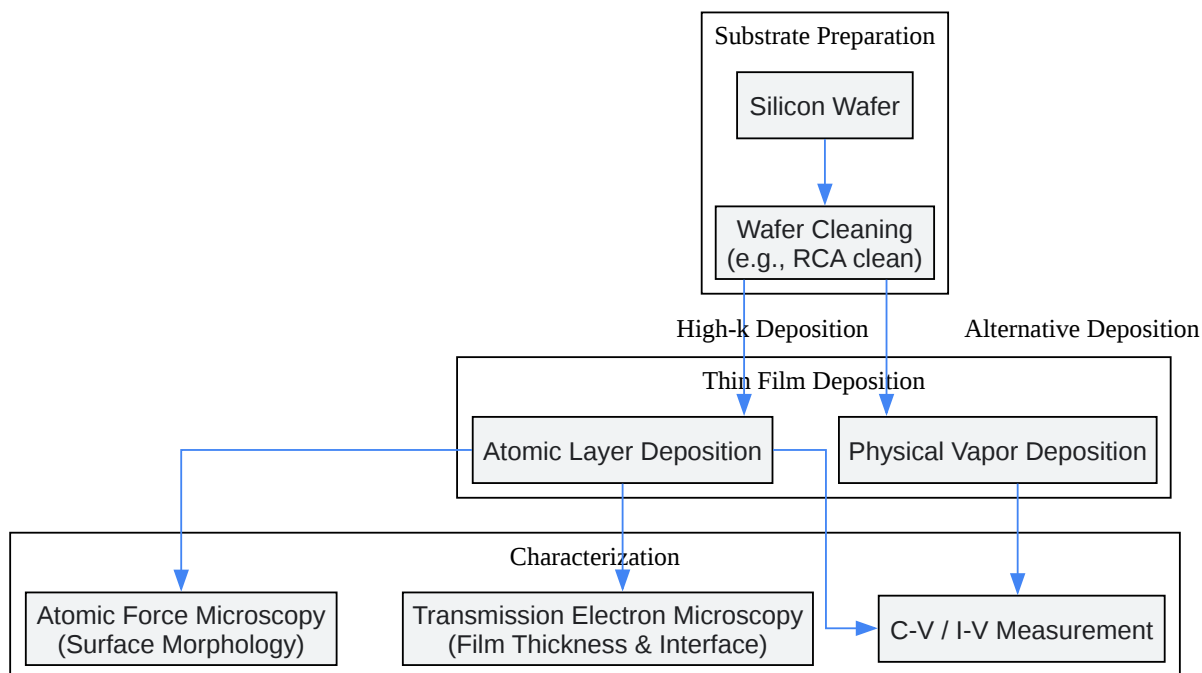 Substrate Preparation
Silicon Wafer
Wafer Cleaning
(e.g., RCA clean)
High-k Deposition
Alternative Deposition
Thin Film Deposition
Atomic Layer Deposition
Physical Vapor Deposition
Characterization
Atomic Force Microscopy
(Surface Morphology)
Transmission Electron Microscopy
(Film Thickness & Interface)
C-V / I-V Measurement